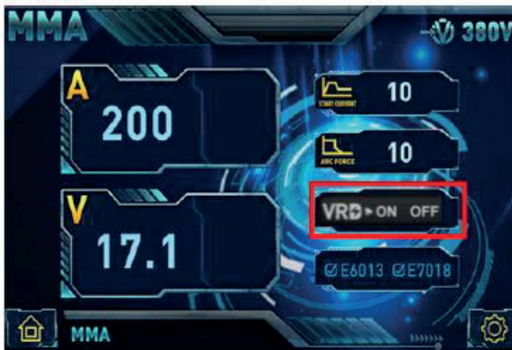 MMA
380V
A
200
START CURRENT
10
ARC FORCE
10
V
17.1
VRD ▸ ON OFF
E6013 E7018
MMA